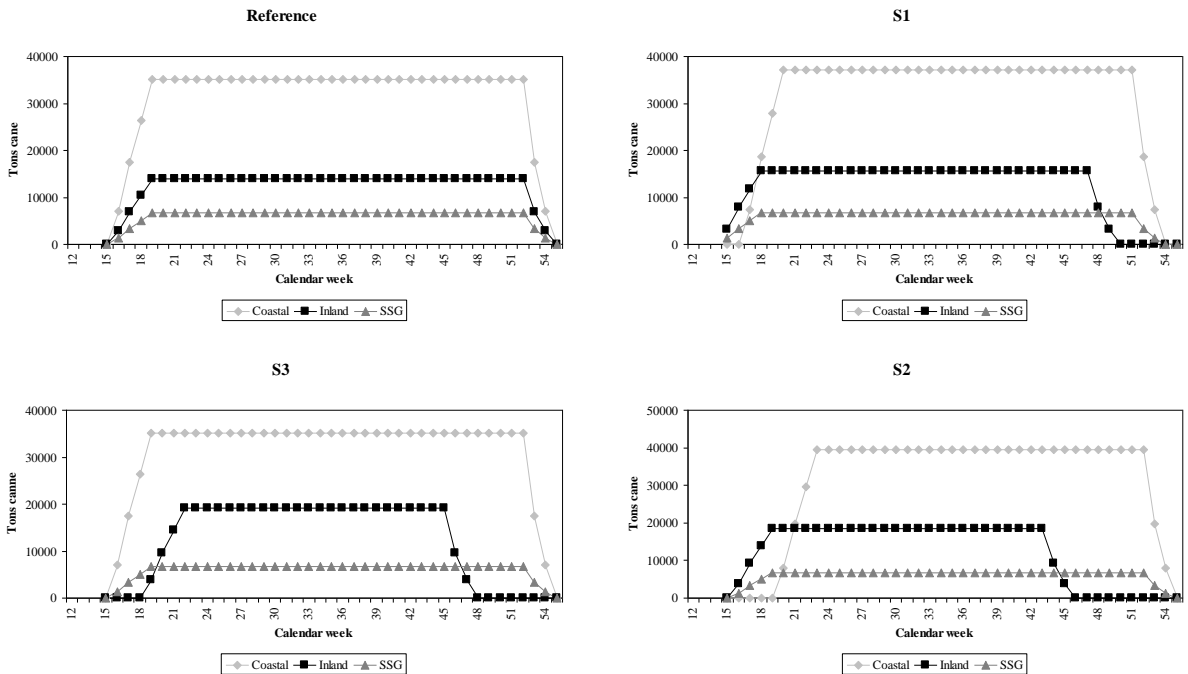 Reference
40000
30000
20000
10000
0
Tons cane
12 15 18 21 24 27 30 33 36 39 42 45 48 51 54
Calendar week
Coastal Inland SSG
S1
40000
30000
20000
10000
0
Tons cane
12 15 18 21 24 27 30 33 36 39 42 45 48 51 54
Calendar week
Coastal Inland SSG
S3
40000
30000
20000
10000
0
Tons canne
12 15 18 21 24 27 30 33 36 39 42 45 48 51 54
Calendar week
Coastal Inland SSG
S2
50000
40000
30000
20000
10000
0
Tons cane
12 15 18 21 24 27 30 33 36 39 42 45 48 51 54
Calendar week
Coastal Inland SSG